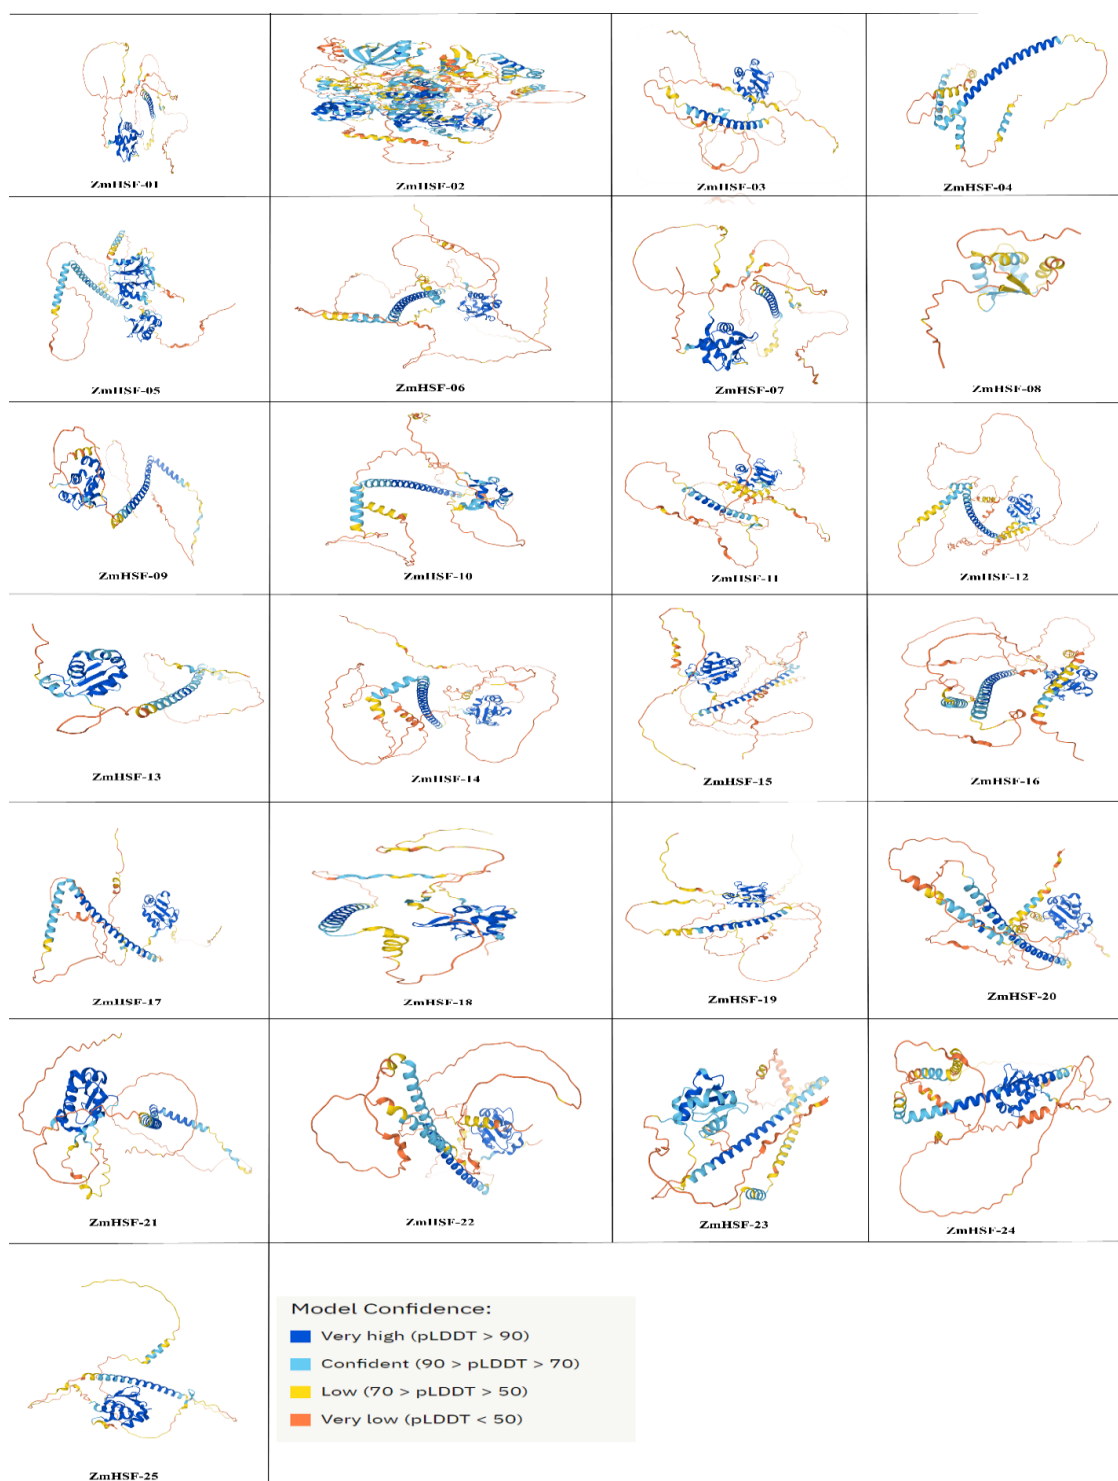 ZmHSF-01
ZmHSF-02
ZmHSF-03
ZmHSF-04
ZmHSF-05
ZmHSF-06
ZmHSF-07
ZmHSF-08
ZmHSF-09
ZmHSF-10
ZmHSF-11
ZmHSF-12
ZmHSF-13
ZmHSF-14
ZmHSF-15
ZmHSF-16
ZmHSF-17
ZmHSF-18
ZmHSF-19
ZmHSF-20
ZmHSF-21
ZmHSF-22
ZmHSF-23
ZmHSF-24
ZmHSF-25
Model Confidence:
Very high (pLDDT > 90)
Confident (90 > pLDDT > 70)
Low (70 > pLDDT > 50)
Very low (pLDDT < 50)